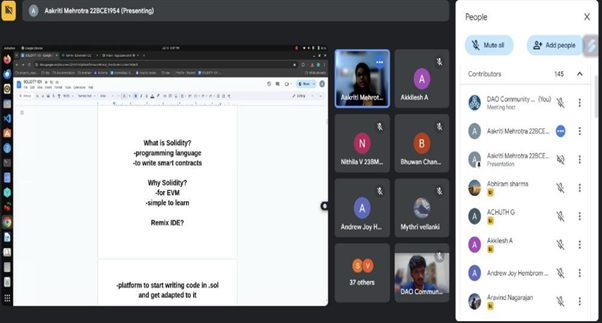 Aakriti Mehrotra 22BCE1954 (Presenting)
SOLIDITY 101
What is Solidity?
-programming language
-to write smart contracts
Why Solidity?
-for EVM
-simple to learn
Remix IDE?
-platform to start writing code in .sol
and get adapted to it
Aakriti Mehrot...
Akkilesh A
Nithila V 23BM...
Bhuwan Chan...
Andrew Joy H...
Mythri vellanki
37 others
DAO Commun...
People
Mute all
Add people
Contributors 145
DAO Community ... (You)
Meeting host
Aakriti Mehrotra 22BCE...
Aakriti Mehrotra 22BCE...
Presentation
Abhiram sharms
ACHUTH G
Akkilesh A
Andrew Joy Hembrom ...
Aravind Nagarajan